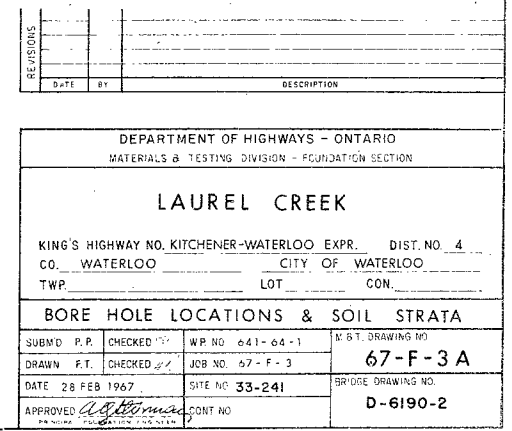 REVISIONS
DATE BY DESCRIPTION
DEPARTMENT OF HIGHWAYS - ONTARIO
MATERIALS & TESTING DIVISION - FOUNDATION SECTION
LAUREL CREEK
KING'S HIGHWAY NO. KITCHENER-WATERLOO EXPR. DIST. NO. 4
CO. WATERLOO CITY OF WATERLOO
TWP. LOT CON.
BORE HOLE LOCATIONS & SOIL STRATA
SUBM'D P.P. CHECKED W.P. NO 641-64-1 M.&T. DRAWING NO
DRAWN F.T. CHECKED JOB NO. 67-F-3 67-F-3A
DATE 28 FEB 1967 SITE NO 33-241 BRIDGE DRAWING NO.
APPROVED CONT NO D-6190-2
PRINCIPAL FOUNDATION ENGINEER